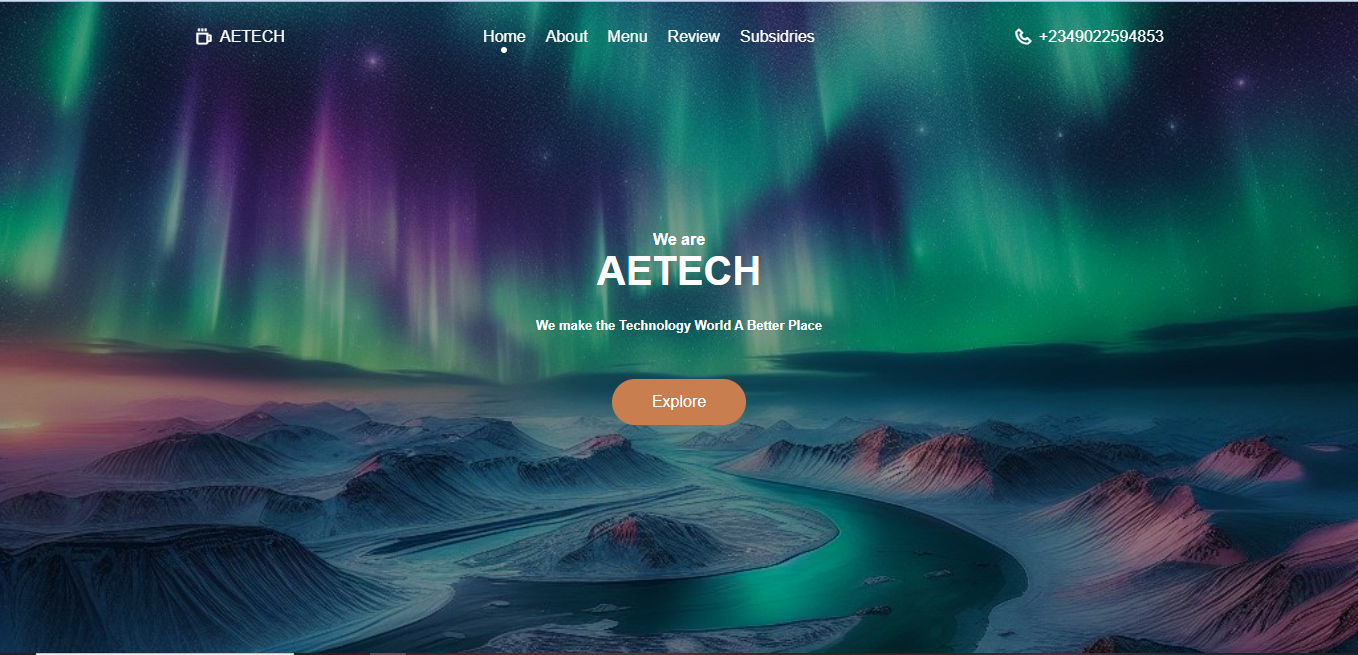 AETECH Home About Menu Review Subsidries +2349022594853
We are
AETECH
We make the Technology World A Better Place
Explore